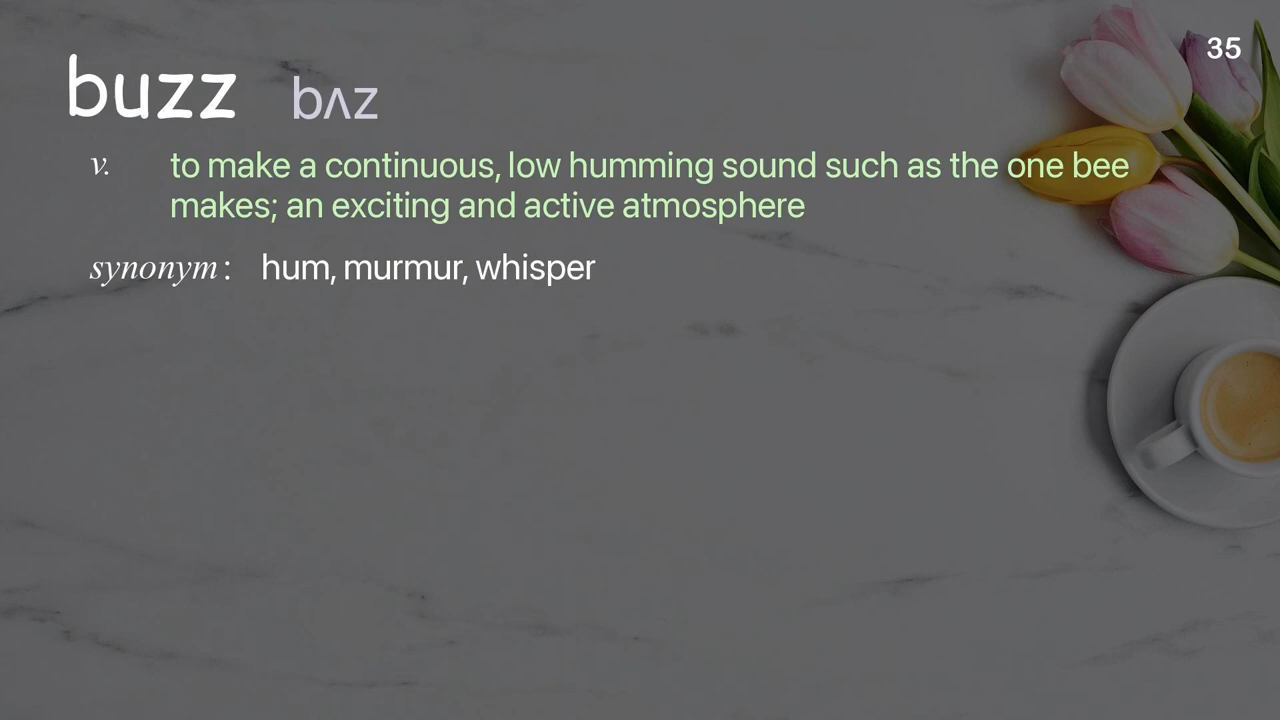 35
buzz bʌz
v. to make a continuous, low humming sound such as the one bee
makes; an exciting and active atmosphere
synonym: hum, murmur, whisper